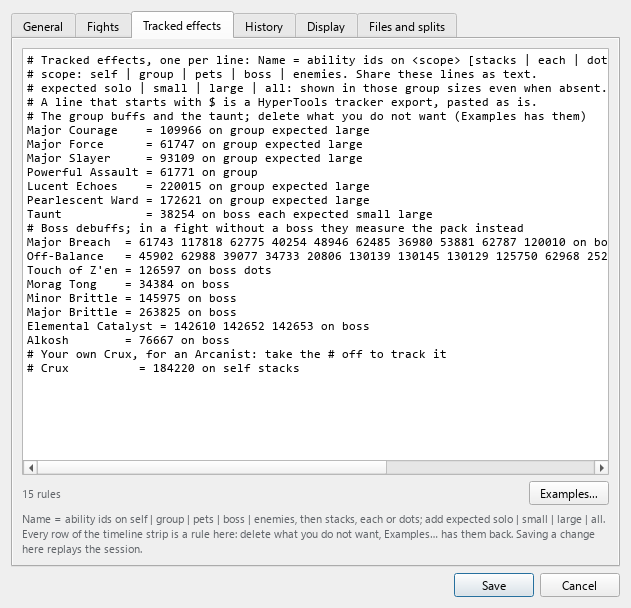 General Fights Tracked effects History Display Files and splits
# Tracked effects, one per line: Name = ability ids on <scope> [stacks | each | dot
# scope: self | group | pets | boss | enemies. Share these lines as text.
# expected solo | small | large | all: shown in those group sizes even when absent.
# A line that starts with $ is a HyperTools tracker export, pasted as is.
# The group buffs and the taunt; delete what you do not want (Examples has them)
Major Courage    = 109966 on group expected large
Major Force      = 61747 on group expected large
Major Slayer     = 93109 on group expected large
Powerful Assault = 61771 on group
Lucent Echoes    = 220015 on group expected large
Pearlescent Ward = 172621 on group expected large
Taunt            = 38254 on boss each expected small large
# Boss debuffs; in a fight without a boss they measure the pack instead
Major Breach  = 61743 117818 62775 40254 48946 62485 36980 53881 62787 120010 on bo
Off-Balance   = 45902 62988 39077 34733 20806 130139 130145 130129 125750 62968 252
Touch of Z'en = 126597 on boss dots
Morag Tong    = 34384 on boss
Minor Brittle = 145975 on boss
Major Brittle = 263825 on boss
Elemental Catalyst = 142610 142652 142653 on boss
Alkosh        = 76667 on boss
# Your own Crux, for an Arcanist: take the # off to track it
# Crux          = 184220 on self stacks
15 rules
Examples...
Name = ability ids on self | group | pets | boss | enemies, then stacks, each or dots; add expected solo | small | large | all.
Every row of the timeline strip is a rule here: delete what you do not want, Examples... has them back. Saving a change
here replays the session.
Save Cancel